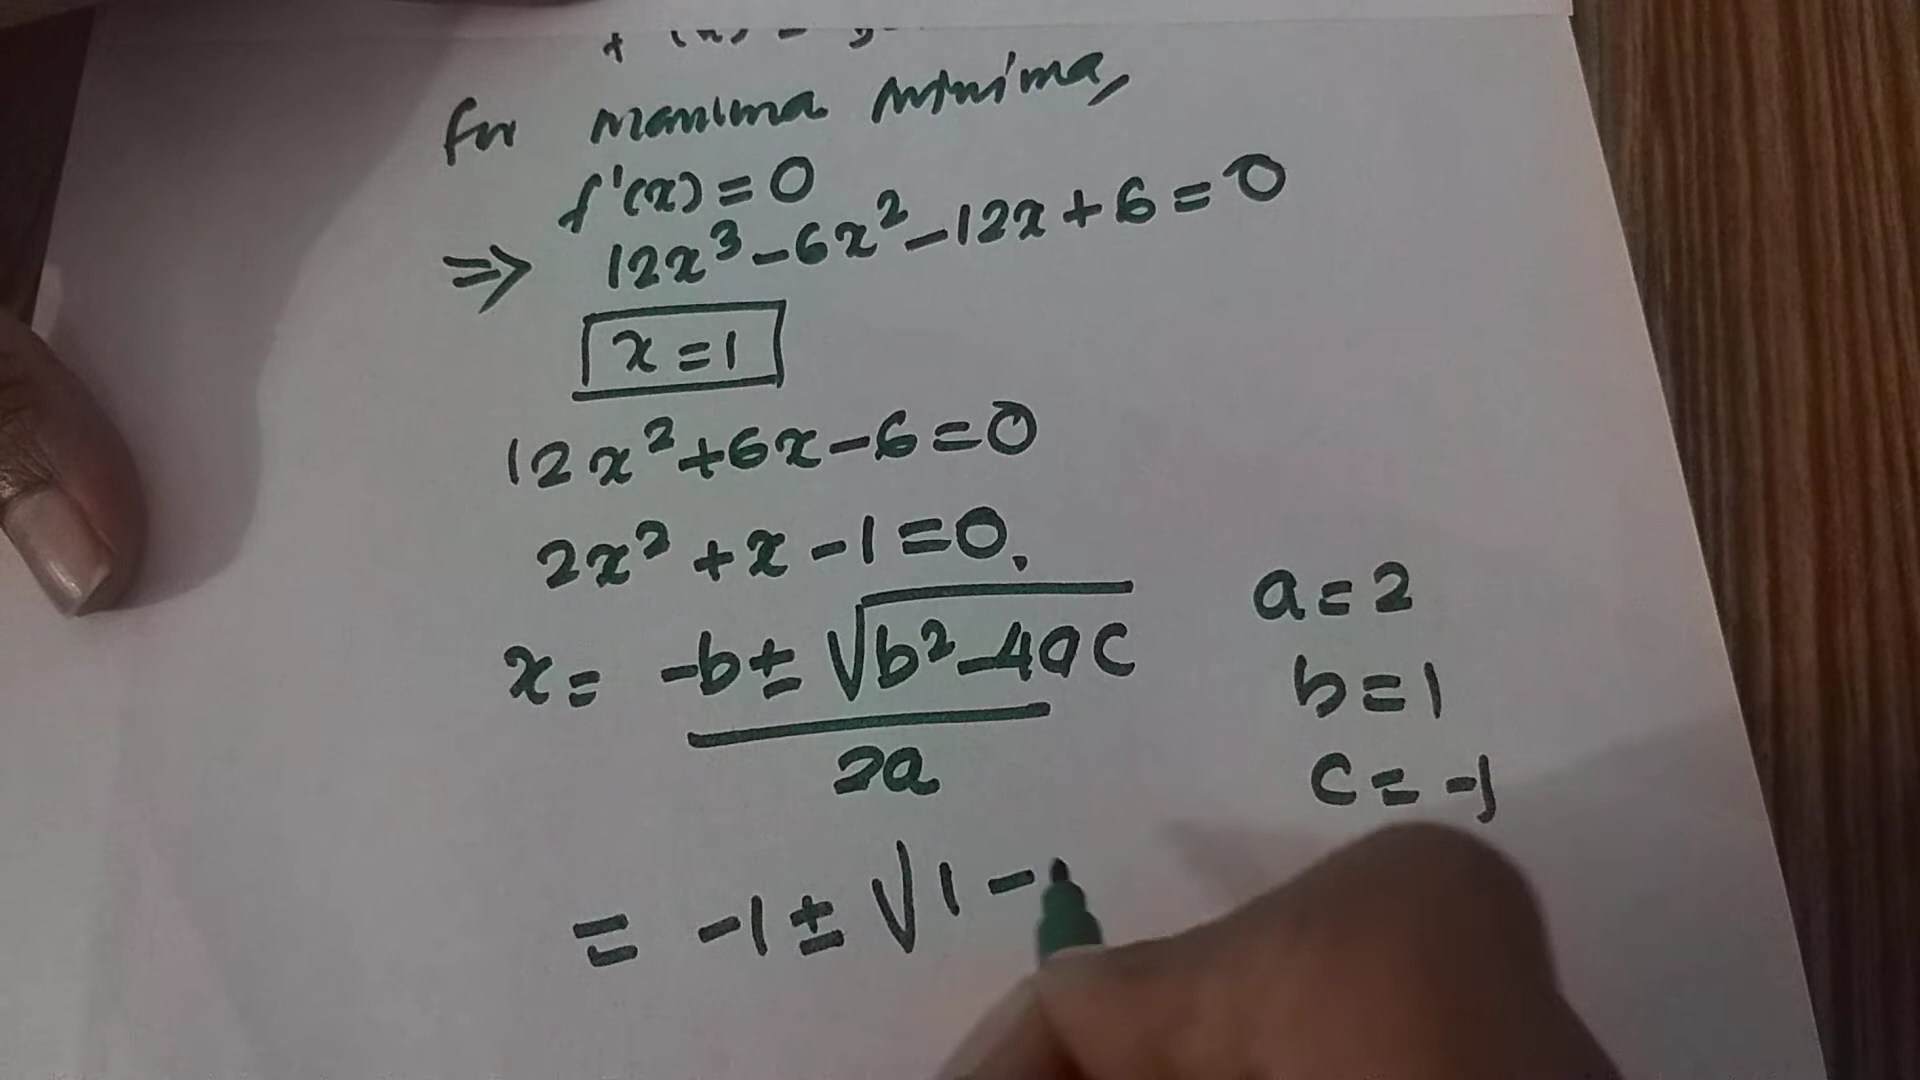 for maxima minima,
f'(x)=0
=> 12x³-6x²-12x+6=0
x=1
12x²+6x-6=0
2x²+x-1=0.
x= -b±√b²-4ac
2a
a=2
b=1
c=-1
= -1±√1-